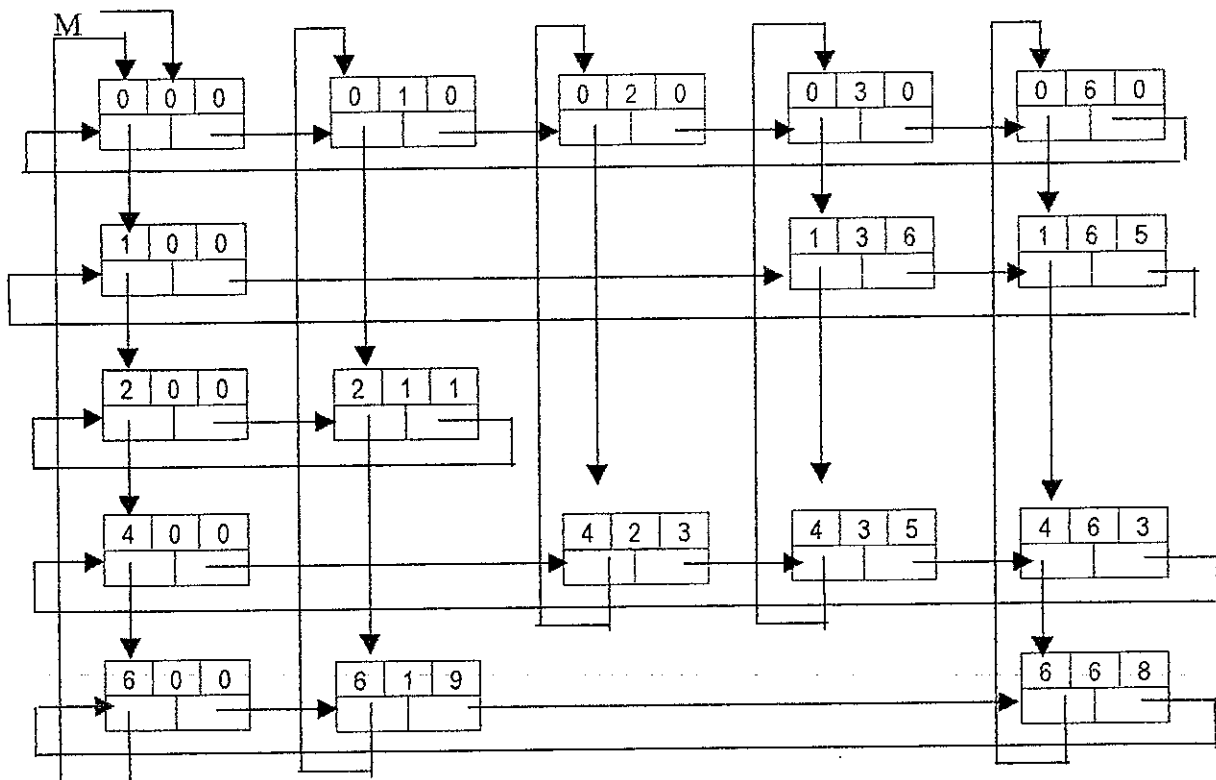 M
0 0 0 0 1 0 0 2 0 0 3 0 0 6 0
1 0 0 1 3 6 1 6 5
2 0 0 2 1 1
4 0 0 4 2 3 4 3 5 4 6 3
6 0 0 6 1 9 6 6 8